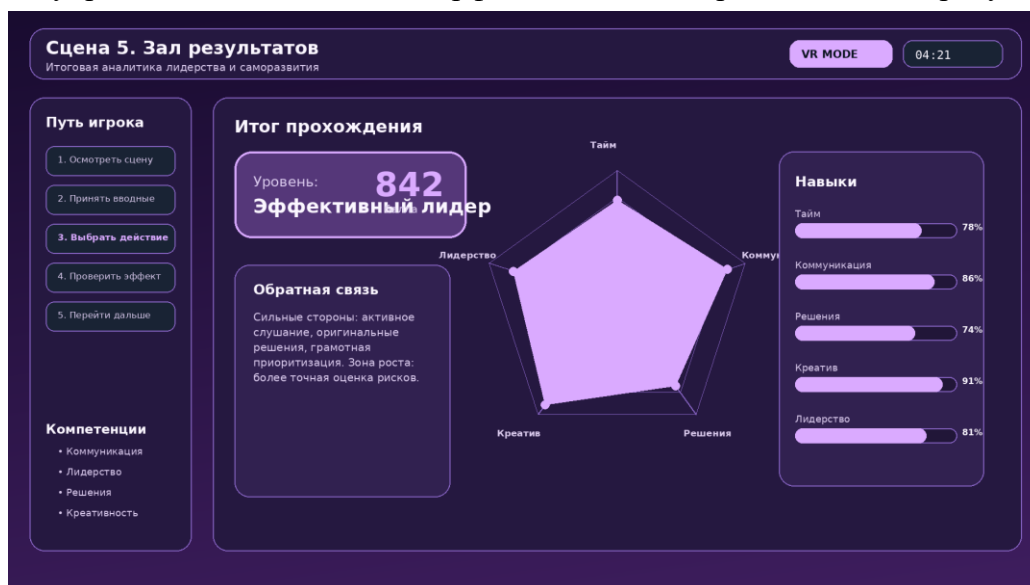 Сцена 5. Зал результатов
Итоговая аналитика лидерства и саморазвития
VR MODE
04:21
Путь игрока
1. Осмотреть сцену
2. Принять вводные
3. Выбрать действие
4. Проверить эффект
5. Перейти дальше
Компетенции
• Коммуникация
• Лидерство
• Решения
• Креативность
Итог прохождения
Уровень:
842
Эффективный лидер
Обратная связь
Сильные стороны: активное
слушание, оригинальные
решения, грамотная
приоритизация. Зона роста:
более точная оценка рисков.
Тайм
Лидерство
Комму
Креатив
Решения
Навыки
Тайм
78%
Коммуникация
86%
Решения
74%
Креатив
91%
Лидерство
81%